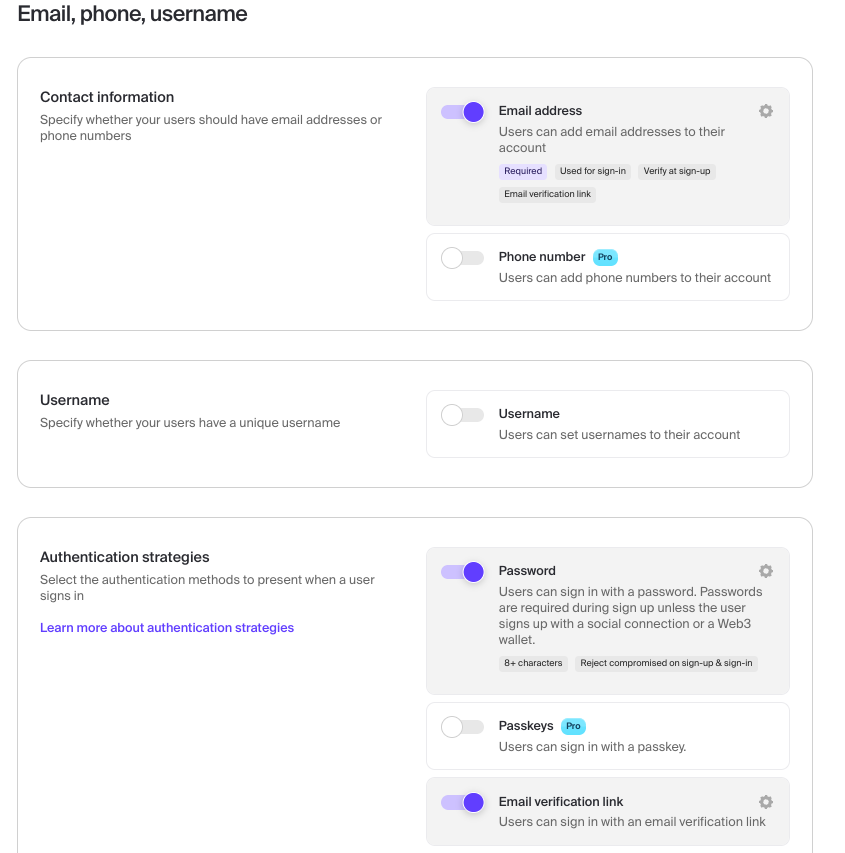 Email, phone, username
Contact information
Specify whether your users should have email addresses or
phone numbers
Email address
Users can add email addresses to their
account
Required Used for sign-in Verify at sign-up
Email verification link
Phone number Pro
Users can add phone numbers to their account
Username
Specify whether your users have a unique username
Username
Users can set usernames to their account
Authentication strategies
Select the authentication methods to present when a user
signs in
Learn more about authentication strategies
Password
Users can sign in with a password. Passwords
are required during sign up unless the user
signs up with a social connection or a Web3
wallet.
8+ characters Reject compromised on sign-up & sign-in
Passkeys Pro
Users can sign in with a passkey.
Email verification link
Users can sign in with an email verification link